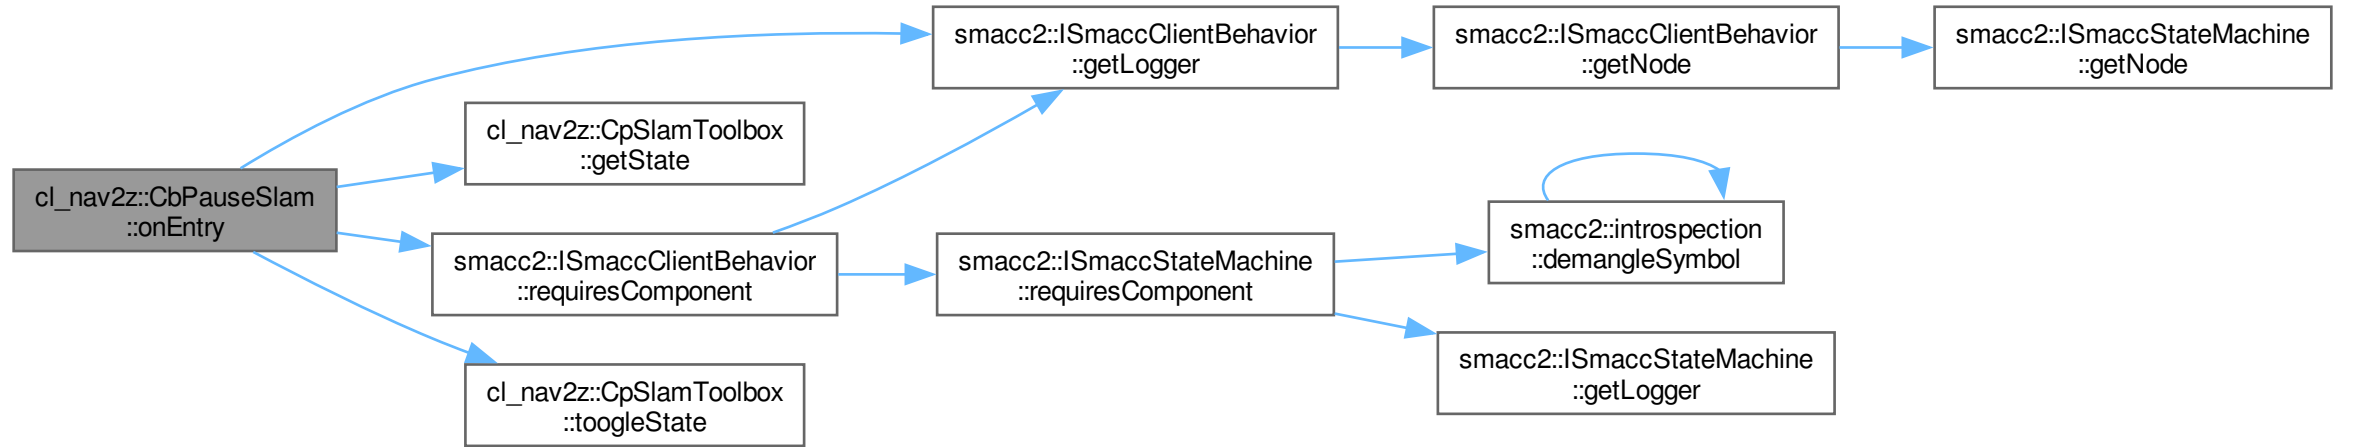 cl_nav2z::CbPauseSlam
::onEntry
smacc2::ISmaccClientBehavior
::getLogger
smacc2::ISmaccClientBehavior
::getNode
smacc2::ISmaccStateMachine
::getNode
cl_nav2z::CpSlamToolbox
::getState
smacc2::ISmaccClientBehavior
::requiresComponent
smacc2::ISmaccStateMachine
::requiresComponent
smacc2::introspection
::demangleSymbol
smacc2::ISmaccStateMachine
::getLogger
cl_nav2z::CpSlamToolbox
::toogleState